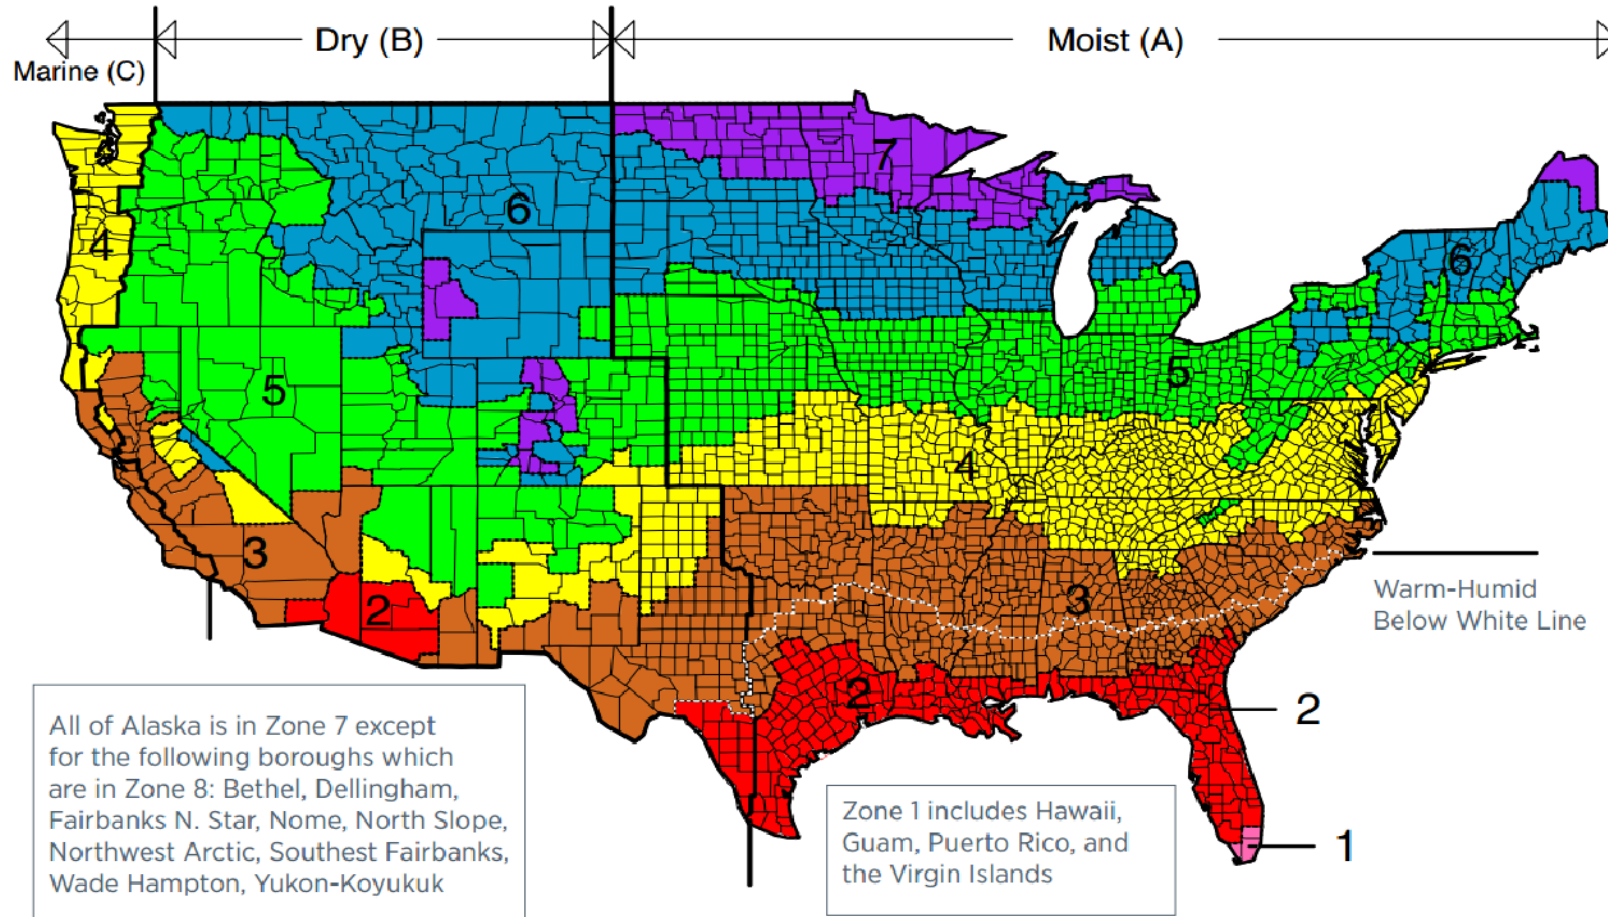 Dry (B)
Moist (A)
Marine (C)
7
6
4
6
5
5
4
3
3
2
2
2
1
Warm-Humid
Below White Line
All of Alaska is in Zone 7 except
for the following boroughs which
are in Zone 8: Bethel, Dellingham,
Fairbanks N. Star, Nome, North Slope,
Northwest Arctic, Southest Fairbanks,
Wade Hampton, Yukon-Koyukuk
Zone 1 includes Hawaii,
Guam, Puerto Rico, and
the Virgin Islands